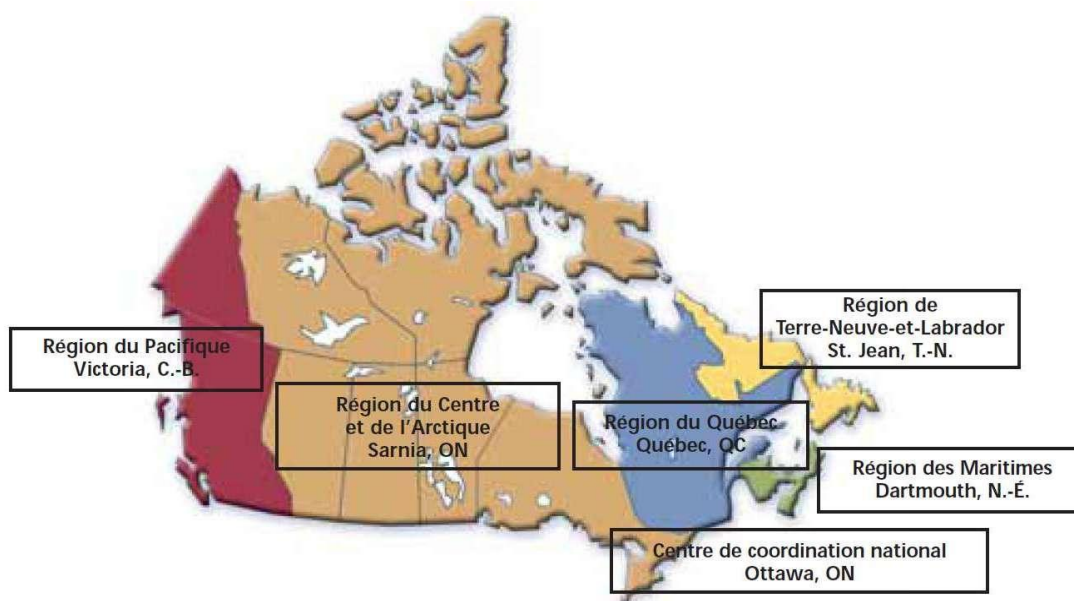 Région de
Terre-Neuve-et-Labrador
St. Jean, T.-N.
Région du Pacifique
Victoria, C.-B.
Région du Centre
et de l'Arctique
Sarnia, ON
Région du Québec
Québec, QC
Région des Maritimes
Dartmouth, N.-É.
Centre de coordination national
Ottawa, ON